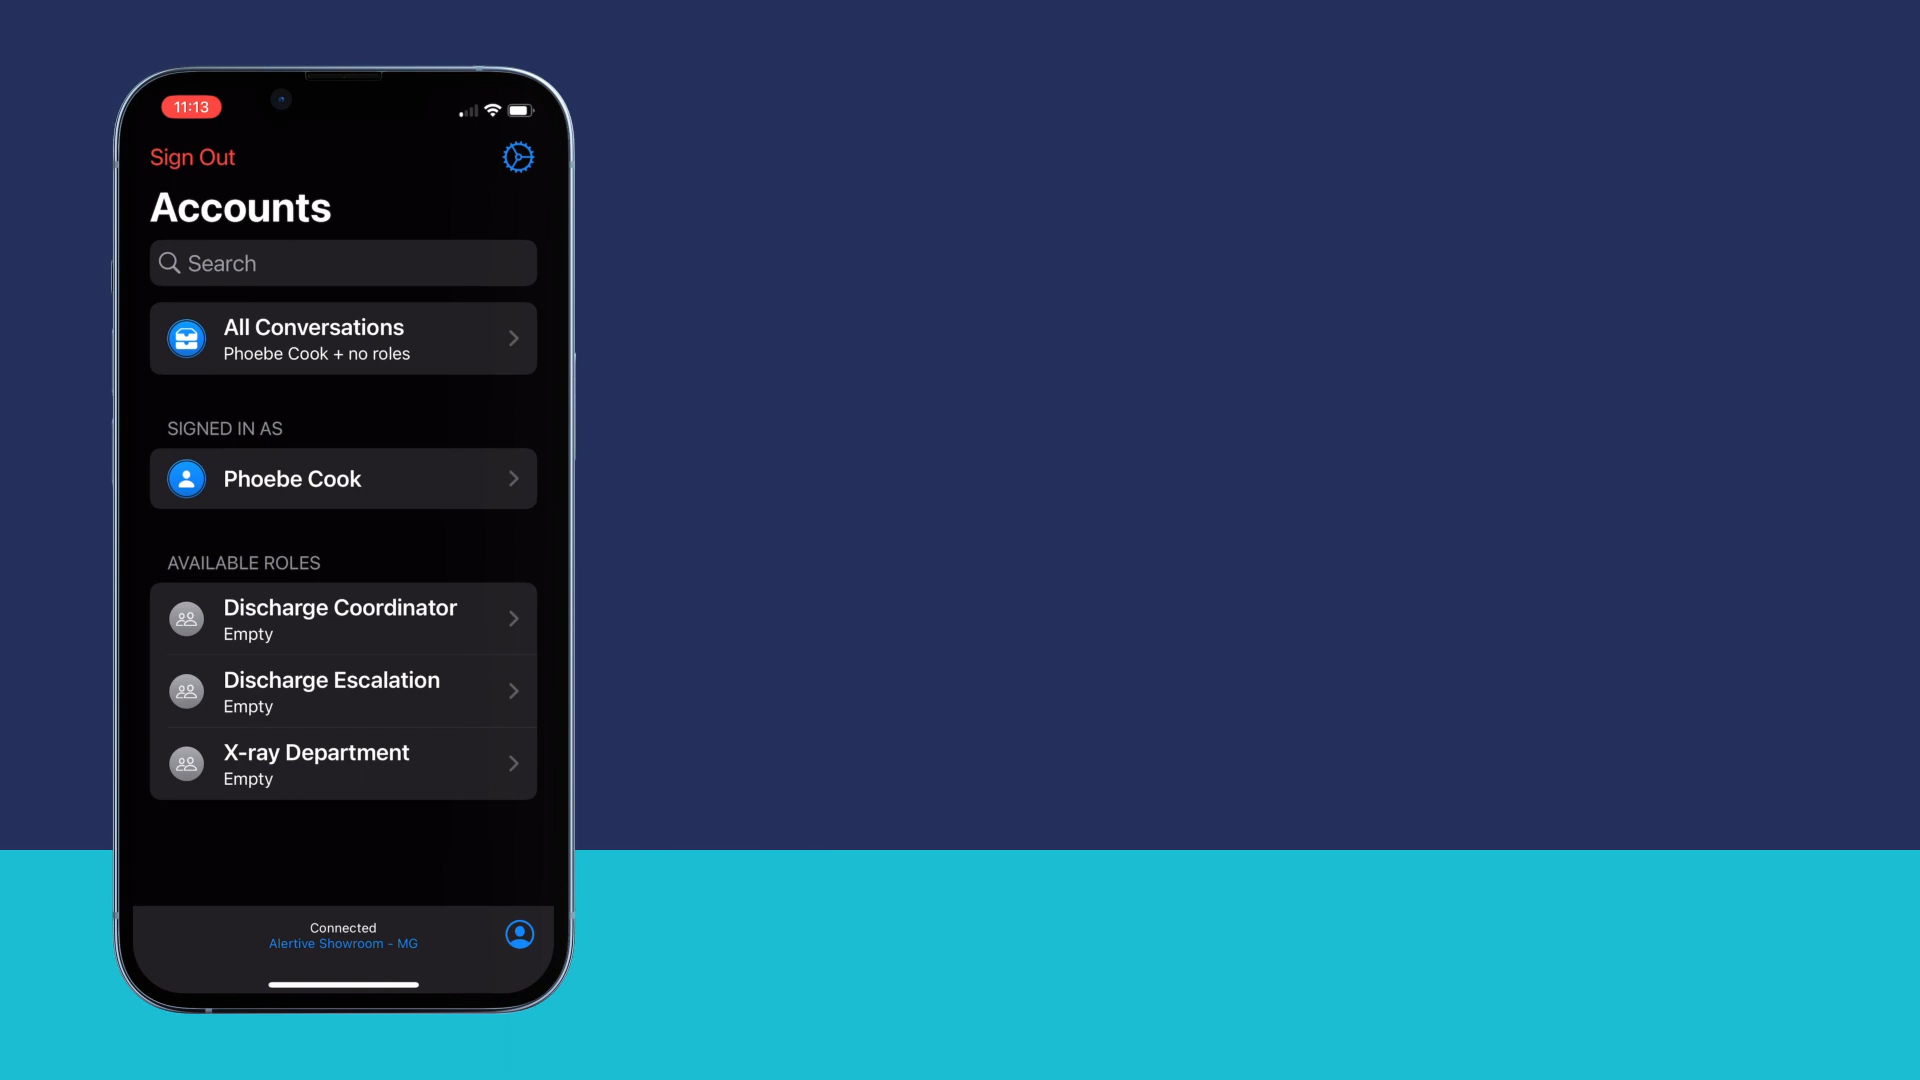 11:13
Sign Out
Accounts
Search
All Conversations
Phoebe Cook + no roles
SIGNED IN AS
Phoebe Cook
AVAILABLE ROLES
Discharge Coordinator
Empty
Discharge Escalation
Empty
X-ray Department
Empty
Connected
Alertive Showroom - MG